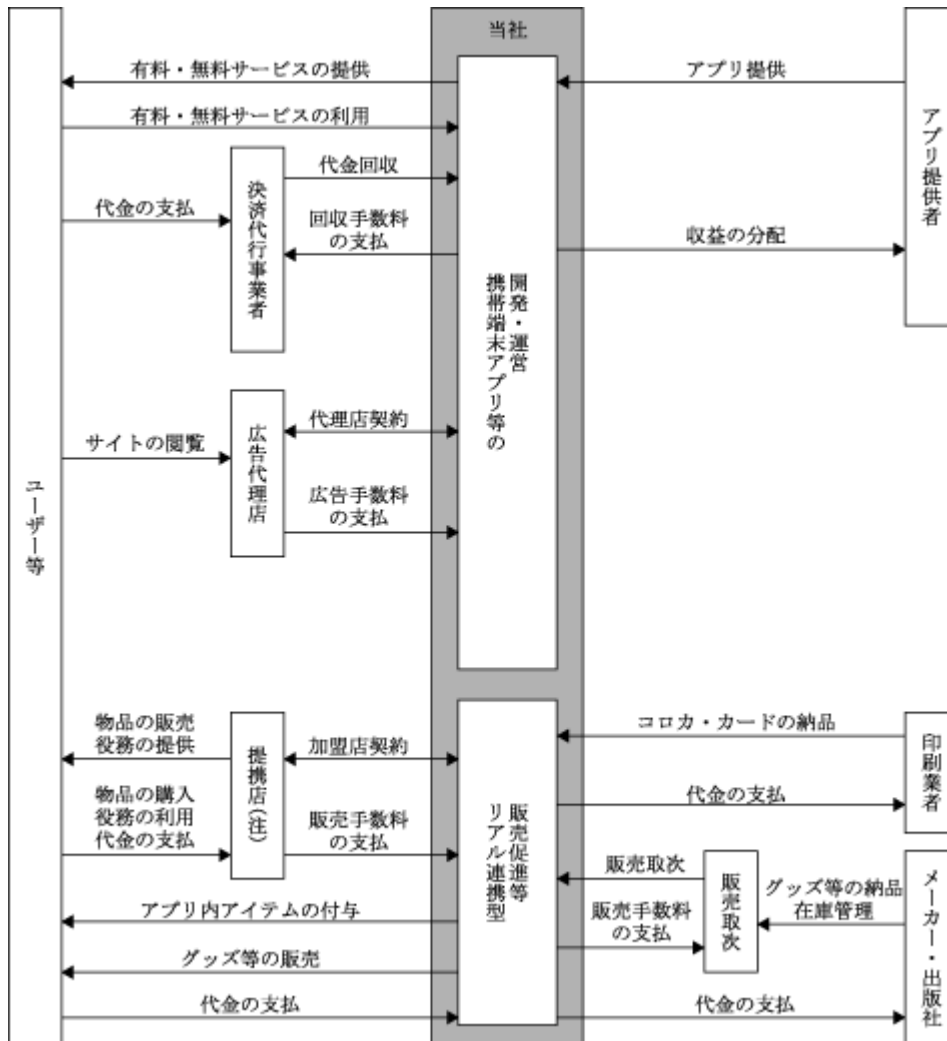 当社
有料・無料サービスの提供
アプリ提供
有料・無料サービスの利用
アプリ提供者
代金回収
決済代行事業者
代金の支払
回収手数料
の支払
収益の分配
携帯端末アプリ等の
開発・運営
代理店契約
広告代理店
サイトの閲覧
広告手数料
の支払
ユーザー等
物品の販売
役務の提供
提携店(注)
加盟店契約
コロカ・カードの納品
印刷業者
代金の支払
物品の購入
役務の利用
代金の支払
販売手数料
の支払
リアル連携型
販売促進等
販売取次
販売取次
グッズ等の納品
在庫管理
メーカー・出版社
販売手数料
の支払
アプリ内アイテムの付与
グッズ等の販売
代金の支払
代金の支払